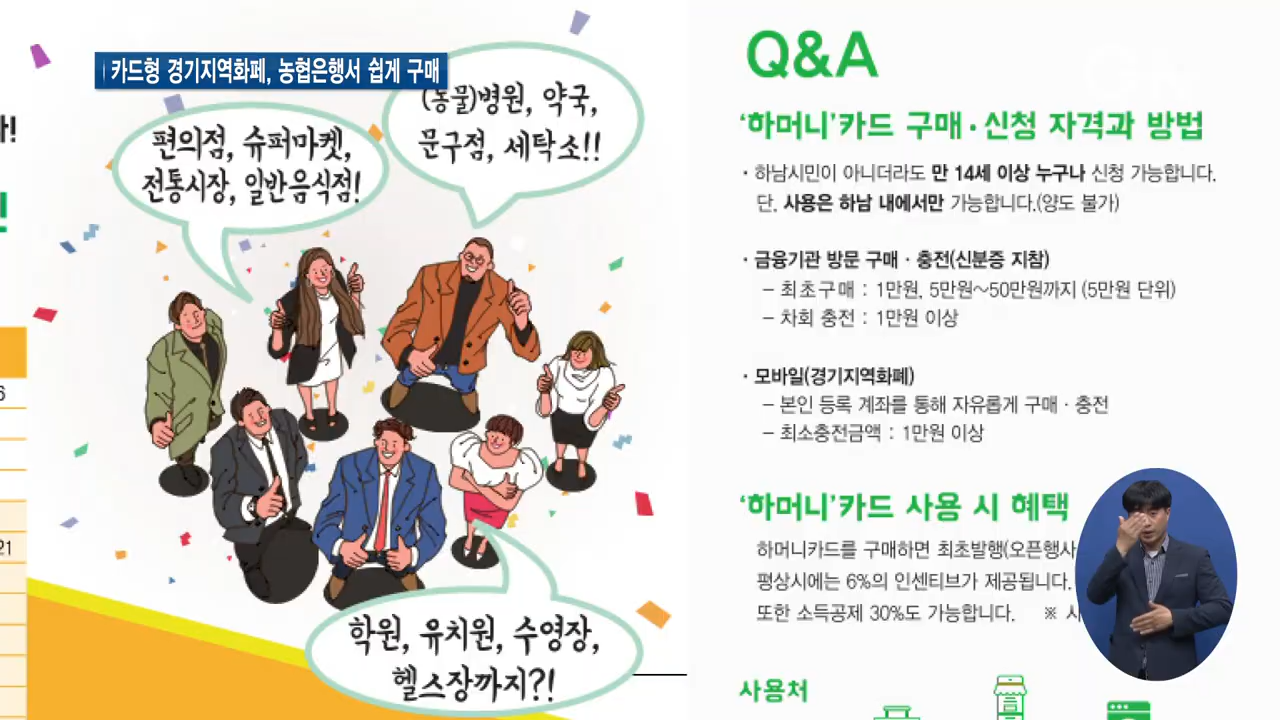 카드형 경기지역화폐, 농협은행서 쉽게 구매
(동물)병원, 약국,
문구점, 세탁소!!
편의점, 슈퍼마켓,
전통시장, 일반음식점!
학원, 유치원, 수영장,
헬스장까지?!
6
21
Q&A
‘하머니’카드 구매·신청 자격과 방법
· 하남시민이 아니더라도 만 14세 이상 누구나 신청 가능합니다.
단, 사용은 하남 내에서만 가능합니다.(양도 불가)
· 금융기관 방문 구매 · 충전(신분증 지참)
– 최초구매 : 1만원, 5만원~50만원까지 (5만원 단위)
– 차회 충전 : 1만원 이상
· 모바일(경기지역화폐)
– 본인 등록 계좌를 통해 자유롭게 구매 · 충전
– 최소충전금액 : 1만원 이상
‘하머니’카드 사용 시 혜택
하머니카드를 구매하면 최초발행(오픈행사
평상시에는 6%의 인센티브가 제공됩니다.
또한 소득공제 30%도 가능합니다. ※ 시
사용처